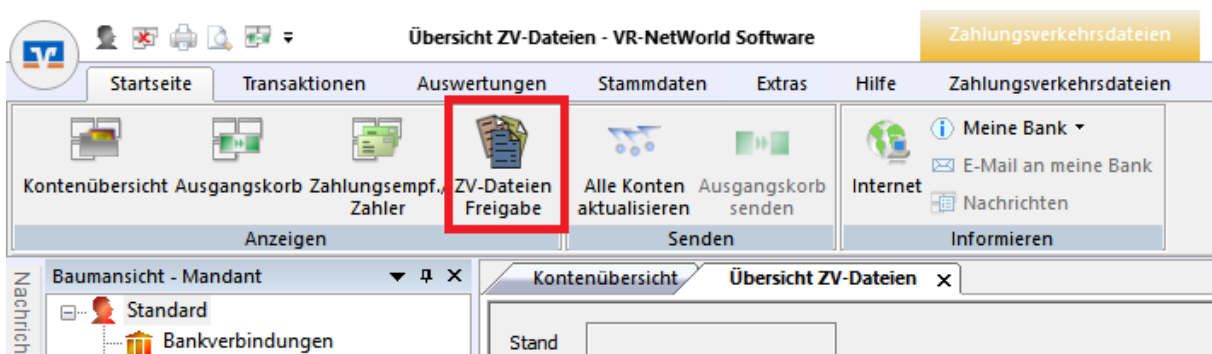 Übersicht ZV-Dateien - VR-NetWorld Software
Zahlungsverkehrsdateien
Startseite Transaktionen Auswertungen Stammdaten Extras Hilfe Zahlungsverkehrsdateien
Kontenübersicht Ausgangskorb Zahlungsempf./ ZV-Dateien Alle Konten Ausgangskorb Internet Meine Bank
Zahler Freigabe aktualisieren senden E-Mail an meine Bank
Nachrichten
Anzeigen Senden Informieren
Nachrich
Baumansicht - Mandant
Kontenübersicht Übersicht ZV-Dateien
Standard
Bankverbindungen
Stand